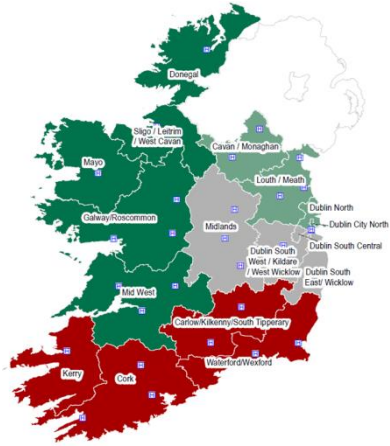 Donegal
Sligo / Leitrim
/ West Cavan
Cavan / Monaghan
Mayo
Louth / Meath
Galway/Roscommon
Dublin North
Dublin City North
Midlands
Dublin South Central
Dublin South
West / Kildare
/ West Wicklow
Dublin South
East/ Wicklow
Mid West
Carlow/Kilkenny/South Tipperary
Waterford/Wexford
Kerry
Cork